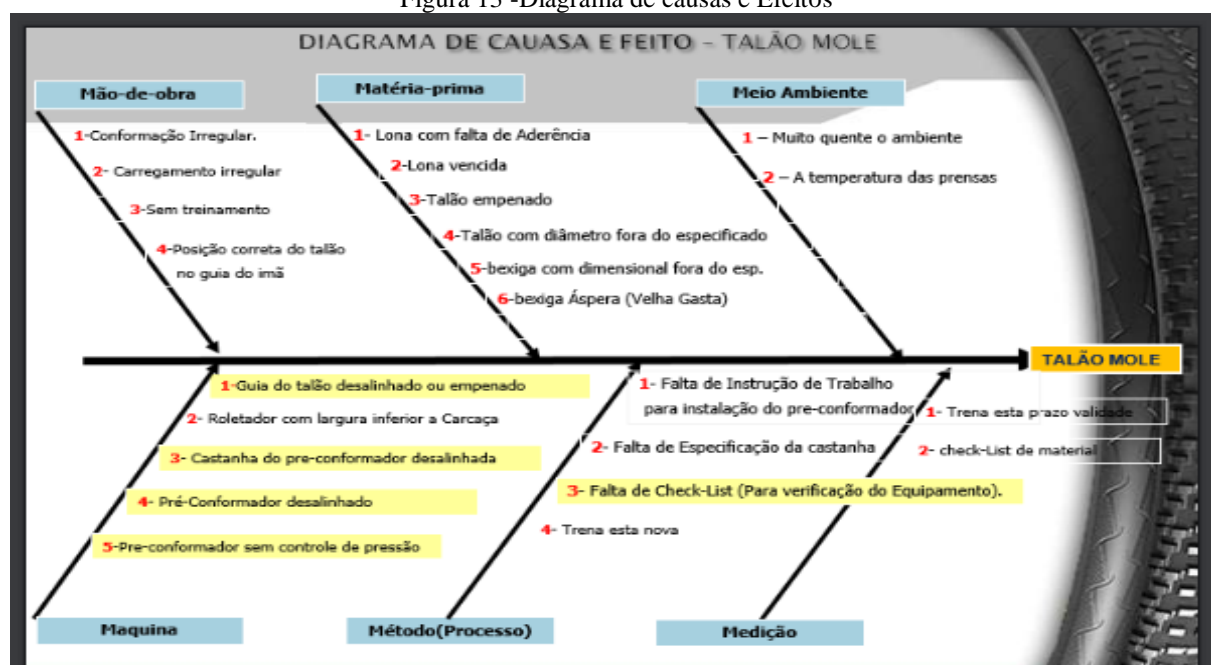 Figura 15 -Diagrama de causas e Efeitos
DIAGRAMA DE CAUASA E FEITO – TALÃO MOLE
Mão-de-obra
1-Conformação Irregular.
2- Carregamento irregular
3-Sem treinamento
4-Posição correta do talão
no guia do imã
Matéria-prima
1- Lona com falta de Aderência
2-Lona vencida
3-Talão empenado
4-Talão com diâmetro fora do especificado
5-bexiga com dimensional fora do esp.
6-bexiga Áspera (Velha Gasta)
Meio Ambiente
1 – Muito quente o ambiente
2 – A temperatura das prensas
TALÃO MOLE
1-Guia do talão desalinhado ou empenado
2- Roletador com largura inferior a Carcaça
3- Castanha do pre-conformador desalinhada
4- Pré-Conformador desalinhado
5-Pre-conformador sem controle de pressão
Maquina
1- Falta de Instrução de Trabalho
para instalação do pre-conformador
2- Falta de Especificação da castanha
3- Falta de Check-List (Para verificação do Equipamento).
4- Trena esta nova
Método(Processo)
1- Trena esta prazo validade
2- check-List de material
Medição